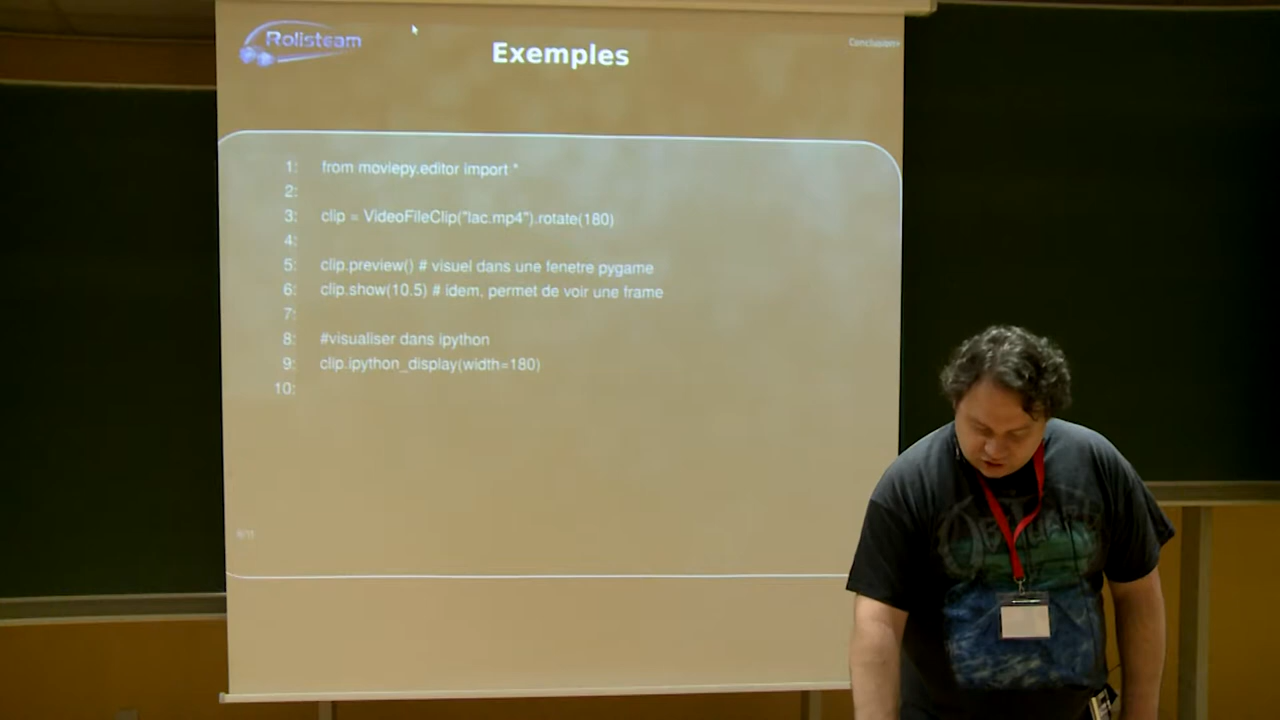 Rolisteam
Exemples
Conclusion
1: from moviepy.editor import *
2:
3: clip = VideoFileClip("lac.mp4").rotate(180)
4:
5: clip.preview() # visuel dans une fenetre pygame
6: clip.show(10.5) # idem, permet de voir une frame
7:
8: #visualiser dans ipython
9: clip.ipython_display(width=180)
10: